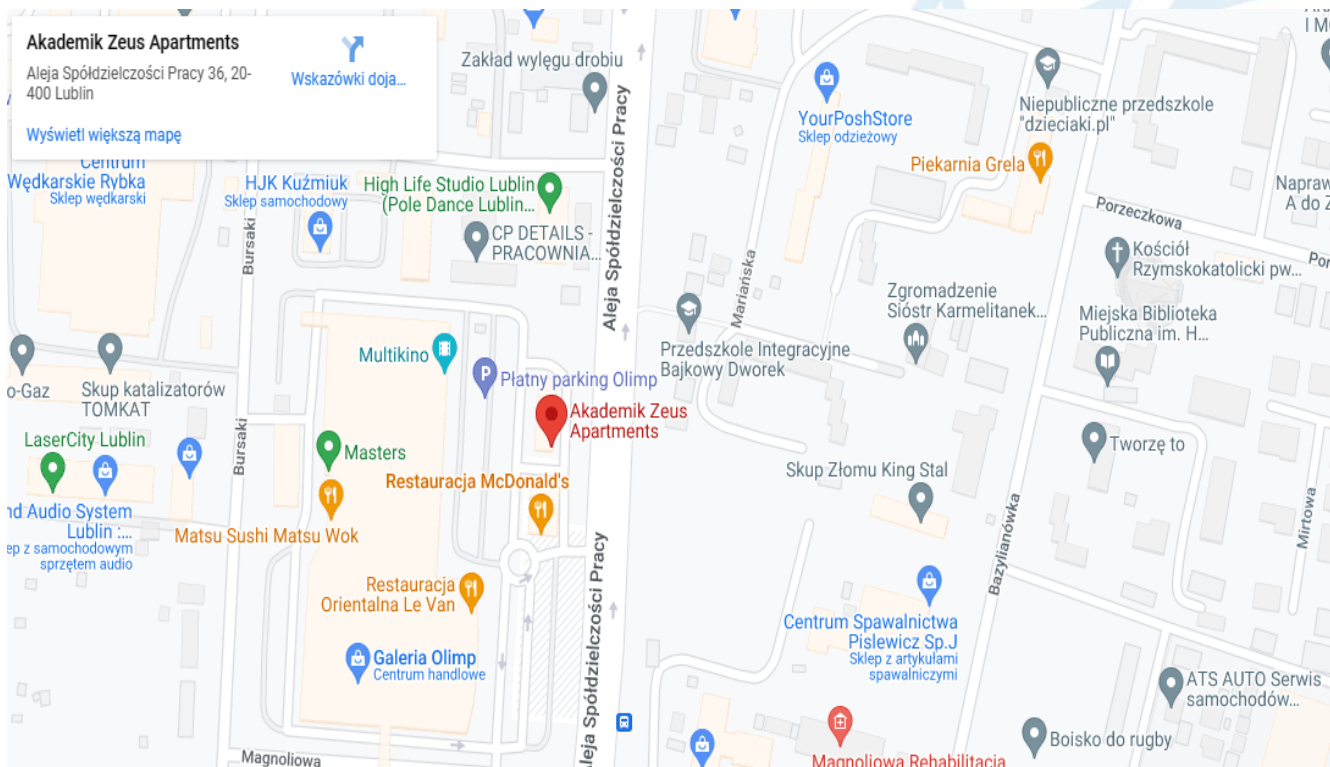 Akademik Zeus Apartments
Aleja Spółdzielczości Pracy 36, 20-
400 Lublin
Wskazówki doja...
Wyświetl większą mapę
Zakład wylęgu drobiu
Aleja Spółdzielczości Pracy
YourPoshStore
Sklep odzieżowy
Niepubliczne przedszkole
"dzieciaki.pl"
Piekarnia Grela
Centrum
Wędkarskie Rybka
Sklep wędkarski
HJK Kuźmiuk
Sklep samochodowy
High Life Studio Lublin
(Pole Dance Lublin...
CP DETAILS -
PRACOWNIA...
Bursaki
Napraw
A do Z
Porzeczkowa
Kościół
Rzymskokatolicki pw...
Mariańska
Zgromadzenie
Sióstr Karmelitanek...
Miejska Biblioteka
Publiczna im. H...
Przedszkole Integracyjne
Bajkowy Dworek
Multikino
P
Płatny parking Olimp
o-Gaz
Skup katalizatorów
TOMKAT
Akademik Zeus
Apartments
LaserCity Lublin
Bursaki
Masters
Tworzę to
Restauracja McDonald's
Skup Złomu King Stal
nd Audio System
Lublin :...
ep z samochodowym
sprzętem audio
Matsu Sushi Matsu Wok
Mirtowa
Bazylianówka
Aleja Spółdzielczości Pracy
Restauracja
Orientalna Le Van
Centrum Spawalnictwa
Pislewicz Sp.J
Sklep z artykułami
spawalniczymi
Galeria Olimp
Centrum handlowe
ATS AUTO Serwis
samochodów...
Boisko do rugby
Magnoliowa
Magnoliowa Rehabilitacja